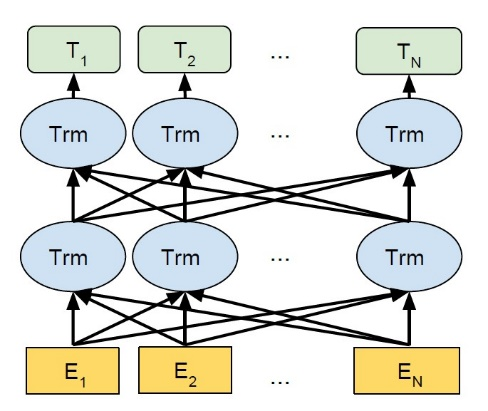 T1 T2 ... TN
Trm Trm ... Trm
Trm Trm ... Trm
E1 E2 ... EN